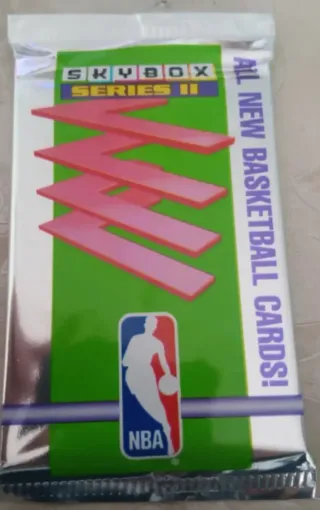 SKYBOX
SERIES II
ALL NEW BASKETBALL CARDS!
NBA
®